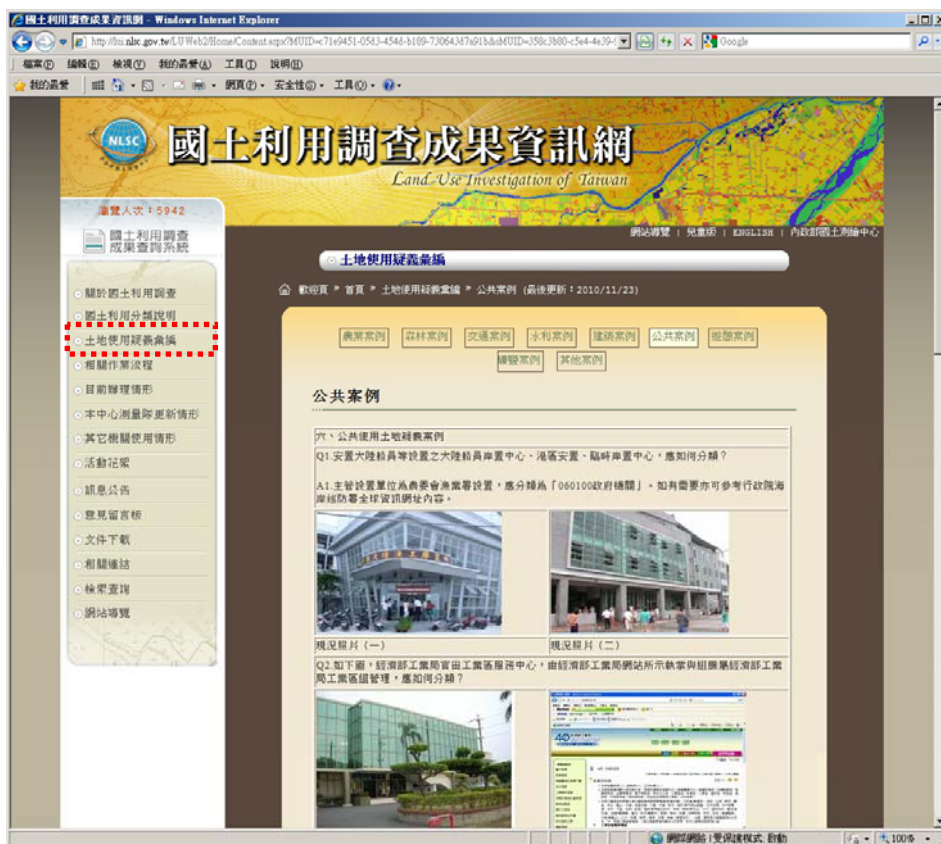 國土利用調查成果資訊網 - Windows Internet Explorer
Google
檔案(F) 編輯(E) 檢視(V) 我的最愛(A) 工具(T) 說明(H)
我的最愛
網頁(P) 安全性(S) 工具(O)
NLSC
國土利用調查成果資訊網
Land Use Investigation of Taiwan
瀏覽人次：5942
國土利用調查
成果查詢系統
網站導覽 | 兒童版 | ENGLISH | 內政部國土測繪中心
土地使用疑義彙編
歡迎頁 » 首頁 » 土地使用疑義彙編 » 公共案例 (最後更新：2010/11/23)
關於國土利用調查
國土利用分類說明
土地使用疑義彙編
相關作業流程
目前辦理情形
本中心測量隊更新情形
其它機關使用情形
活動花絮
訊息公告
意見留言板
文件下載
相關連結
檢索查詢
網站導覽
農業案例 森林案例 交通案例 水利案例 建築案例 公共案例 遊憩案例
礦鹽案例 其他案例
公共案例
六、公共使用土地疑義案例
Q1.安置大陸船員等設置之大陸船員岸置中心、港區安置、臨時岸置中心，應如何分類？
A1.主管設置單位為農委會漁業署設置，應分類為「060100政府機關」。如有需要亦可參考行政院海
岸巡防署全球資訊網址內容。
現況照片（一） 現況照片（二）
Q2.如下圖，經濟部工業局官田工業區服務中心，由經濟部工業局網站所示執掌與組織屬經濟部工業
局工業區組管理，應如何分類？
網際網路 | 受保護模式: 啟動
100%